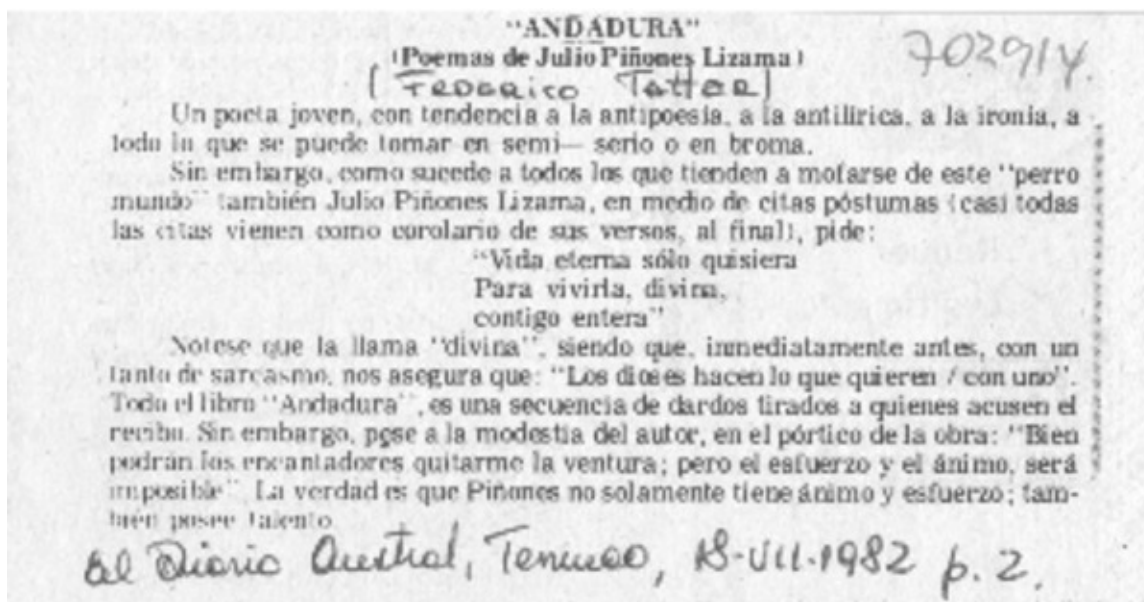 "ANDADURA"
702914
(Poemas de Julio Piñones Lizama)
(Federico Tatter)
Un poeta joven, con tendencia a la antipoesia, a la antilírica, a la ironia, a
todo lo que se puede tomar en semi— serio o en broma.
Sin embargo, como sucede a todos los que tienden a mofarse de este "perro
mundo" también Julio Piñones Lizama, en medio de citas póstumas (casi todas
las citas vienen como corolario de sus versos, al final), pide:
"Vida eterna sólo quisiera
Para vivirla, divina,
contigo entera"
Notese que la llama "divina", siendo que, inmediatamente antes, con un
tanto de sarcasmo, nos asegura que: "Los dioses hacen lo que quieren / con uno".
Todo el libro "Andadura", es una secuencia de dardos tirados a quienes acusen el
recibo. Sin embargo, pese a la modestia del autor, en el pórtico de la obra: "Bien
podrán los encantadores quitarme la ventura; pero el esfuerzo y el ánimo, será
imposible". La verdad es que Piñones no solamente tiene ánimo y esfuerzo; tam-
bién posee talento.
El Diario Austral, Temuco, 18-VII-1982 p. 2.